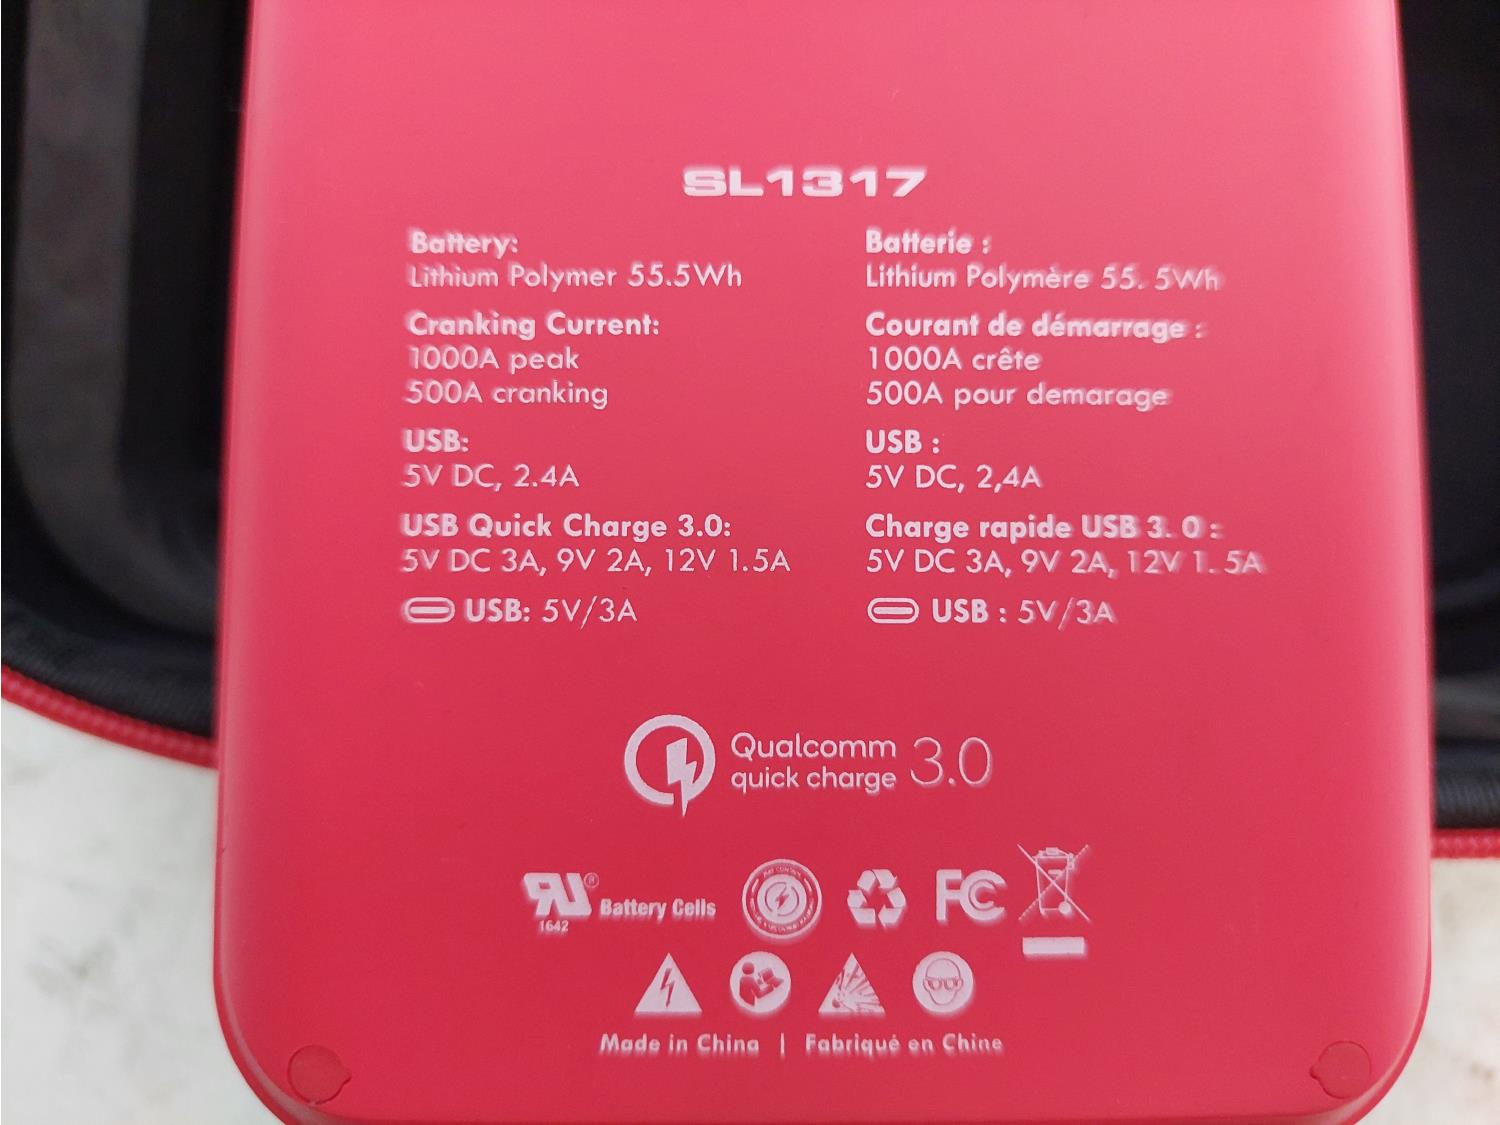 SL1317
Battery:
Lithium Polymer 55.5Wh
Cranking Current:
1000A peak
500A cranking
USB:
5V DC, 2.4A
USB Quick Charge 3.0:
5V DC 3A, 9V 2A, 12V 1.5A
USB: 5V/3A
Batterie :
Lithium Polymère 55. 5Wh
Courant de démarrage :
1000A crête
500A pour demarage
USB :
5V DC, 2,4A
Charge rapide USB 3. 0 :
5V DC 3A, 9V 2A, 12V 1. 5A
USB : 5V/3A
Qualcomm 3.0
quick charge
® Battery Cells
1642
FC
Made in China | Fabriqué en Chine